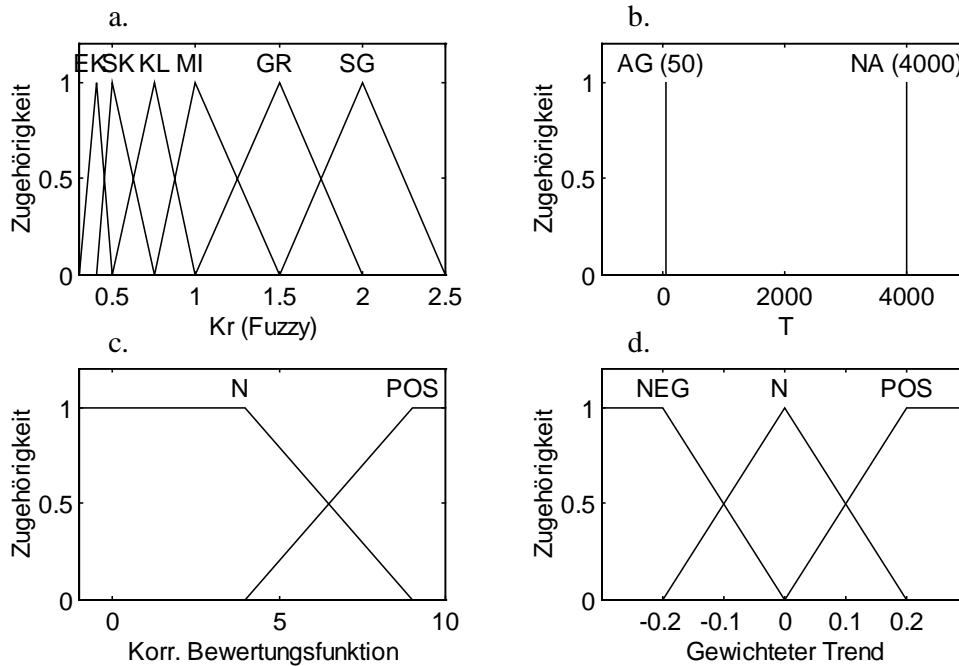 a.
EK SK KL MI GR SG
1
0.5
0
Zugehörigkeit
0.5 1 1.5 2 2.5
Kr (Fuzzy)
b.
AG (50) NA (4000)
1
0.5
0
Zugehörigkeit
0 2000 4000
T
c.
N POS
1
0.5
0
Zugehörigkeit
0 5 10
Korr. Bewertungsfunktion
d.
NEG N POS
1
0.5
0
Zugehörigkeit
-0.2 -0.1 0 0.1 0.2
Gewichteter Trend